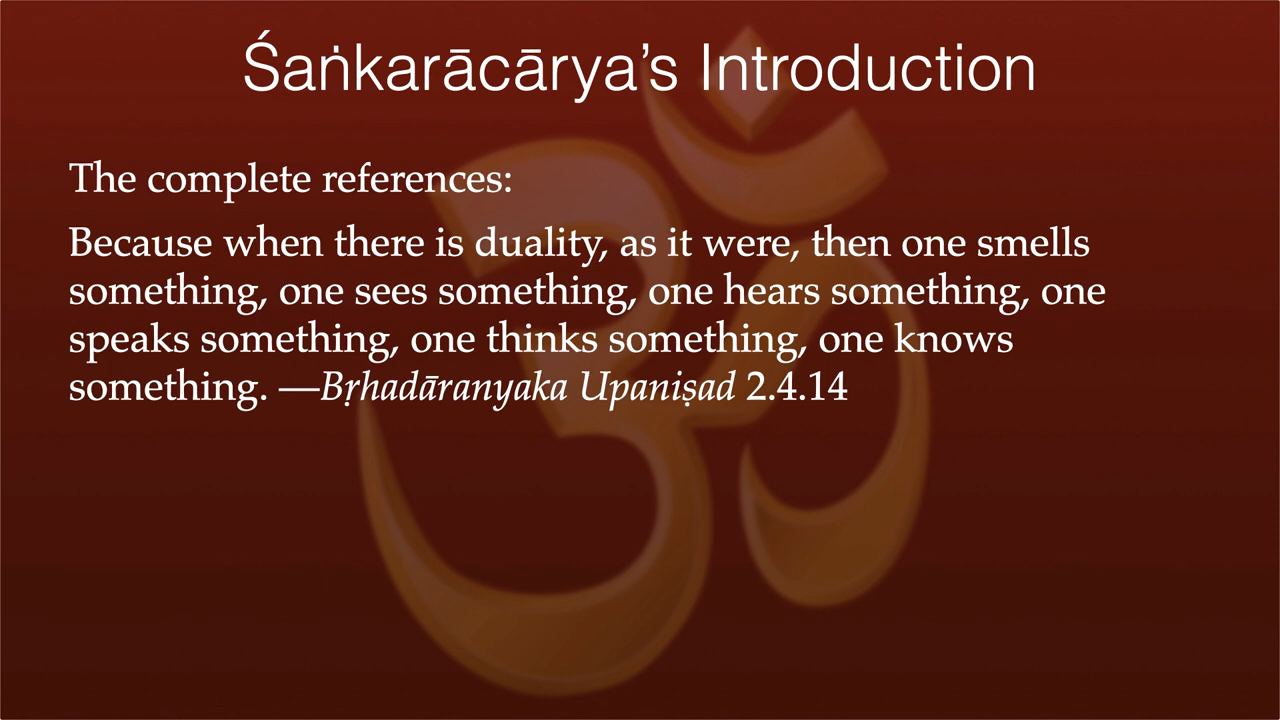 Śaṅkarācārya’s Introduction
The complete references:
Because when there is duality, as it were, then one smells
something, one sees something, one hears something, one
speaks something, one thinks something, one knows
something. —Bṛhadāranyaka Upaniṣad 2.4.14
ॐ